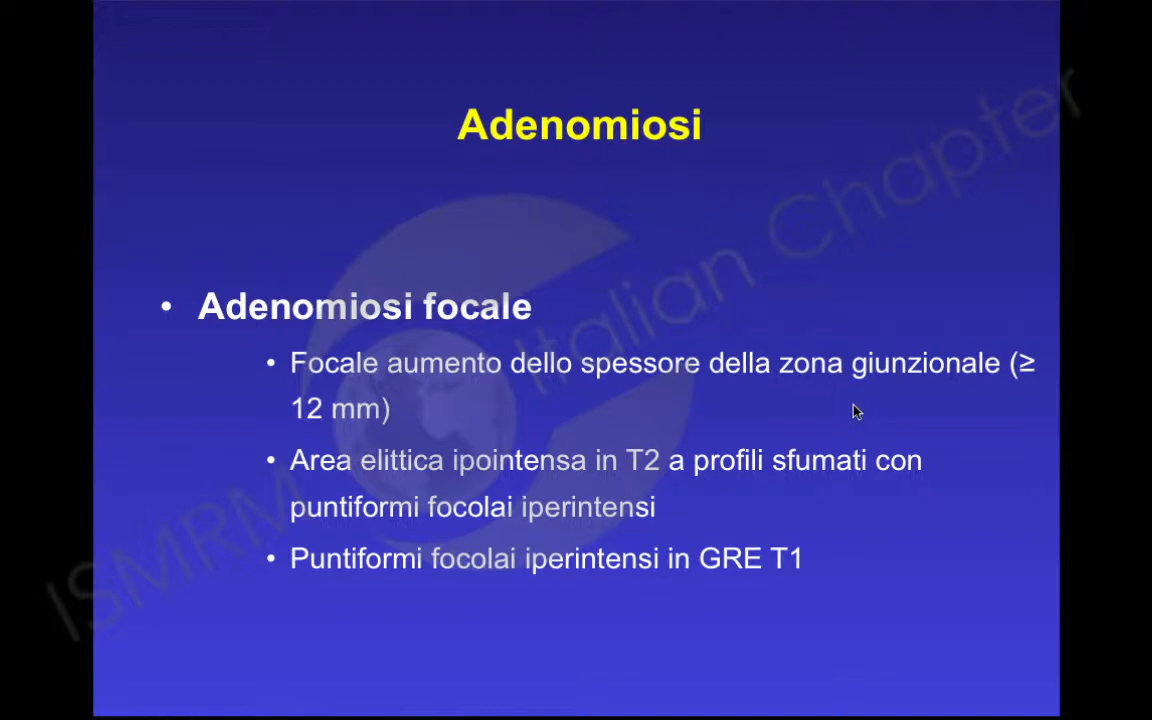 Adenomiosi
• Adenomiosi focale
• Focale aumento dello spessore della zona giunzionale (≥
12 mm)
• Area elittica ipointensa in T2 a profili sfumati con
puntiformi focolai iperintensi
• Puntiformi focolai iperintensi in GRE T1
ISMRM Italian Chapter